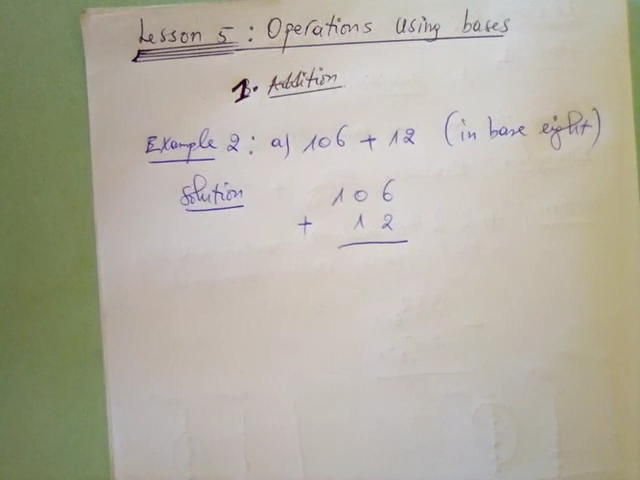 Lesson 5 : Operations using bases
1. Addition
Example 2 : a) 106 + 12 (in base eight)
Solution 106
+ 12